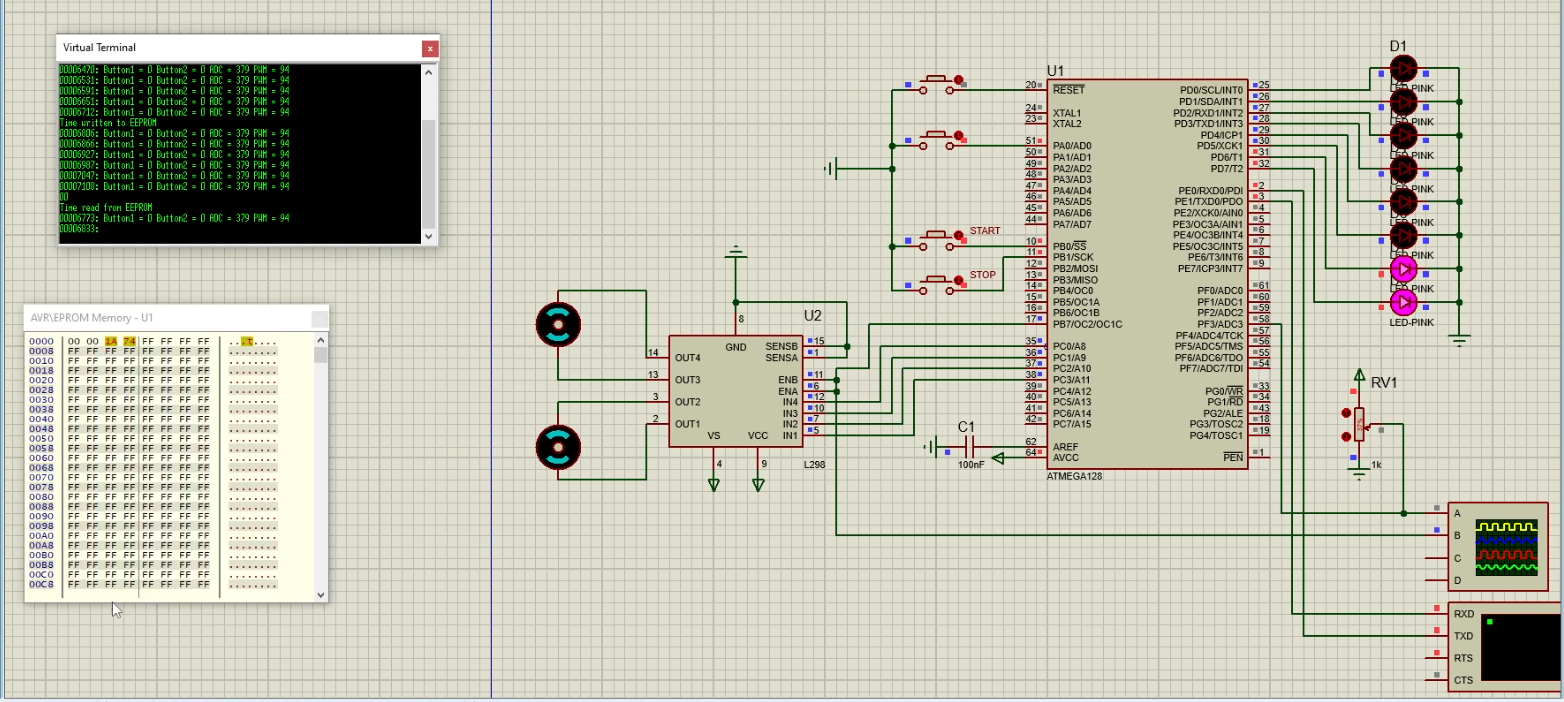 Virtual Terminal
00006470: Button1 = 0 Button2 = 0 ADC = 379 PWM = 94
00006531: Button1 = 0 Button2 = 0 ADC = 379 PWM = 94
00006591: Button1 = 0 Button2 = 0 ADC = 379 PWM = 94
00006651: Button1 = 0 Button2 = 0 ADC = 379 PWM = 94
00006712: Button1 = 0 Button2 = 0 ADC = 379 PWM = 94
Time written to EEPROM
00006806: Button1 = 0 Button2 = 0 ADC = 379 PWM = 94
00006866: Button1 = 0 Button2 = 0 ADC = 379 PWM = 94
00006927: Button1 = 0 Button2 = 0 ADC = 379 PWM = 94
00006987: Button1 = 0 Button2 = 0 ADC = 379 PWM = 94
00007047: Button1 = 0 Button2 = 0 ADC = 379 PWM = 94
00007108: Button1 = 0 Button2 = 0 ADC = 379 PWM = 94
00
Time read from EEPROM
00006773: Button1 = 0 Button2 = 0 ADC = 379 PWM = 94
00006833:
AVR\EPROM Memory - U1
0000 00 00 1A 74 FF FF FF FF ...t....
0008 FF FF FF FF FF FF FF FF ........
0010 FF FF FF FF FF FF FF FF ........
0018 FF FF FF FF FF FF FF FF ........
0020 FF FF FF FF FF FF FF FF ........
0028 FF FF FF FF FF FF FF FF ........
0030 FF FF FF FF FF FF FF FF ........
0038 FF FF FF FF FF FF FF FF ........
0040 FF FF FF FF FF FF FF FF ........
0048 FF FF FF FF FF FF FF FF ........
0050 FF FF FF FF FF FF FF FF ........
0058 FF FF FF FF FF FF FF FF ........
0060 FF FF FF FF FF FF FF FF ........
0068 FF FF FF FF FF FF FF FF ........
0070 FF FF FF FF FF FF FF FF ........
0078 FF FF FF FF FF FF FF FF ........
0080 FF FF FF FF FF FF FF FF ........
0088 FF FF FF FF FF FF FF FF ........
0090 FF FF FF FF FF FF FF FF ........
0098 FF FF FF FF FF FF FF FF ........
00A0 FF FF FF FF FF FF FF FF ........
00A8 FF FF FF FF FF FF FF FF ........
00B0 FF FF FF FF FF FF FF FF ........
00B8 FF FF FF FF FF FF FF FF ........
00C0 FF FF FF FF FF FF FF FF ........
00C8 FF FF FF FF FF FF FF FF ........
U2
8
GND
14 OUT4
13 OUT3
3 OUT2
2 OUT1
SENSB 15
SENSA 1
ENB 11
ENA 6
IN4 12
IN3 10
IN2 7
IN1 5
VS VCC
4 9
L298
START
STOP
C1
100nF
U1
20 RESET
24 XTAL1
23 XTAL2
51 PA0/AD0
50 PA1/AD1
49 PA2/AD2
48 PA3/AD3
47 PA4/AD4
46 PA5/AD5
45 PA6/AD6
44 PA7/AD7
10 PB0/SS
11 PB1/SCK
12 PB2/MOSI
13 PB3/MISO
14 PB4/OC0
15 PB5/OC1A
16 PB6/OC1B
17 PB7/OC2/OC1C
35 PC0/A8
36 PC1/A9
37 PC2/A10
38 PC3/A11
39 PC4/A12
40 PC5/A13
41 PC6/A14
42 PC7/A15
62 AREF
64 AVCC
PD0/SCL/INT0 25
PD1/SDA/INT1 26
PD2/RXD1/INT2 27
PD3/TXD1/INT3 28
PD4/ICP1 29
PD5/XCK1 30
PD6/T1 31
PD7/T2 32
PE0/RXD0/PDI 2
PE1/TXD0/PDO 3
PE2/XCK0/AIN0 4
PE3/OC3A/AIN1 5
PE4/OC3B/INT4 6
PE5/OC3C/INT5 7
PE6/T3/INT6 8
PE7/ICP3/INT7 9
PF0/ADC0 61
PF1/ADC1 60
PF2/ADC2 59
PF3/ADC3 58
PF4/ADC4/TCK 57
PF5/ADC5/TMS 56
PF6/ADC6/TDO 55
PF7/ADC7/TDI 54
PG0/WR 33
PG1/RD 34
PG2/ALE 43
PG3/TOSC2 18
PG4/TOSC1 19
PEN 1
ATMEGA128
D1
LED-PINK
LED-PINK
LED-PINK
LED-PINK
LED-PINK
LED-PINK
LED-PINK
LED-PINK
RV1
1k
A
B
C
D
RXD
TXD
RTS
CTS